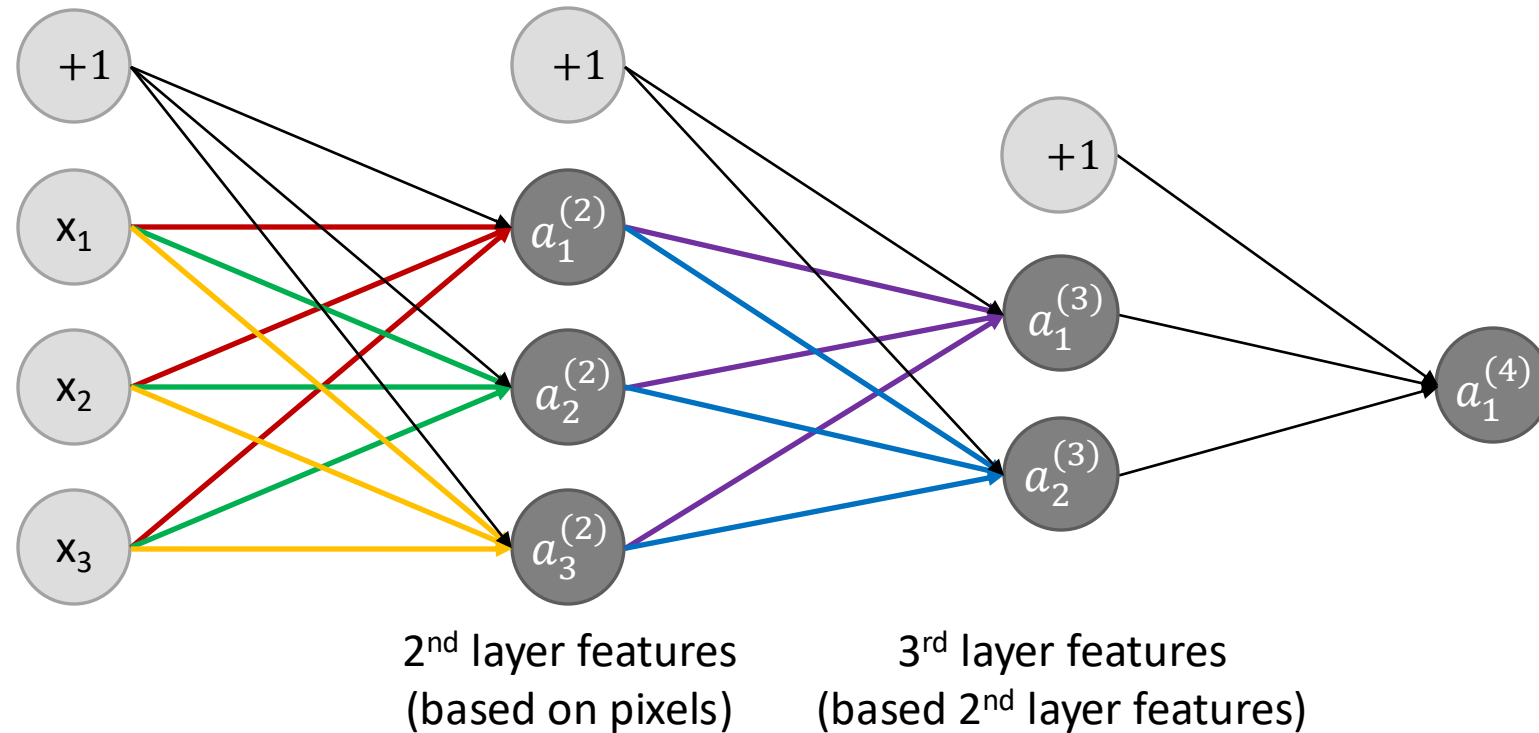 +1
+1
+1
x₁
a₁⁽²⁾
x₂
a₂⁽²⁾
x₃
a₃⁽²⁾
a₁⁽³⁾
a₂⁽³⁾
a₁⁽⁴⁾
2nd layer features
(based on pixels)
3rd layer features
(based 2nd layer features)